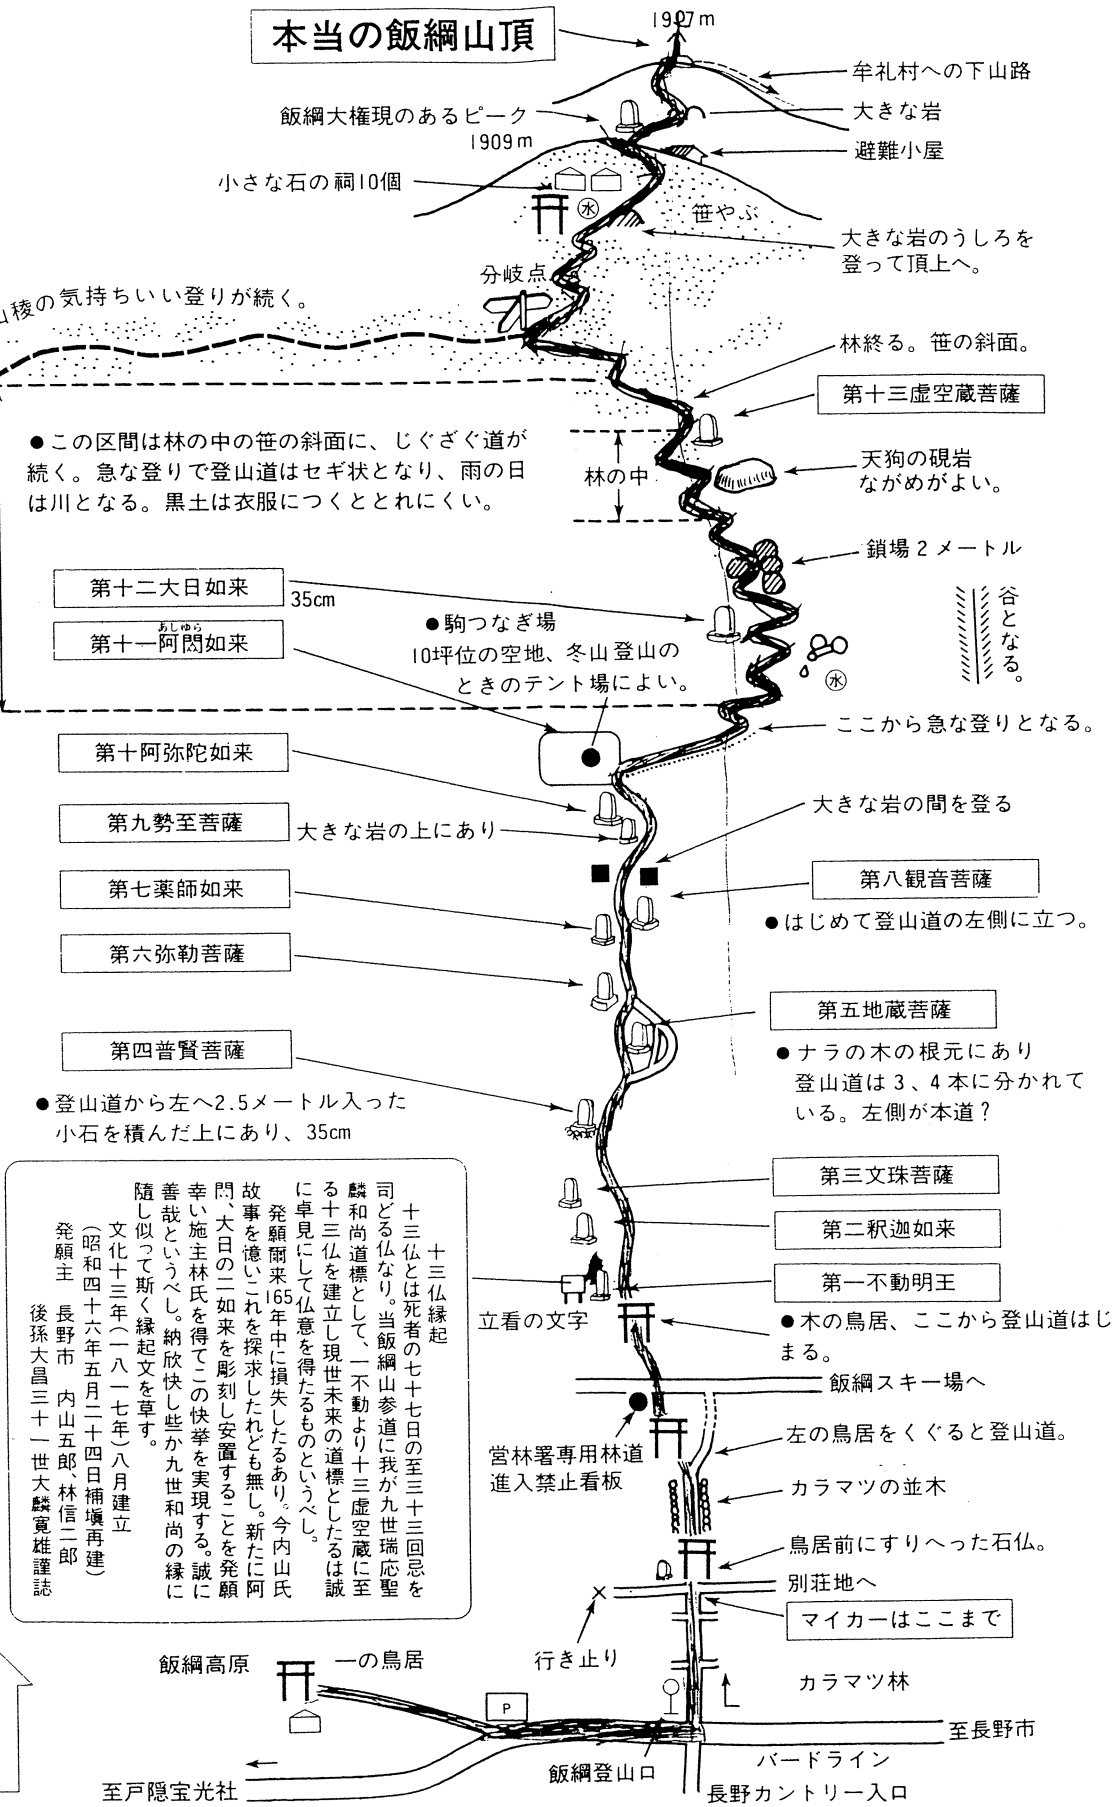 本当の飯綱山頂
1917m
牟礼村への下山路
大きな岩
飯綱大権現のあるピーク
1909m
避難小屋
小さな石の祠10個
水
笹やぶ
大きな岩のうしろを
登って頂上へ。
分岐点
山稜の気持ちいい登りが続く。
林終る。笹の斜面。
第十三虚空蔵菩薩
●この区間は林の中の笹の斜面に、じぐざぐ道が
続く。急な登りで登山道はセギ状となり、雨の日
は川となる。黒土は衣服につくととれにくい。
林の中
天狗の硯岩
ながめがよい。
鎖場2メートル
第十二大日如来
35cm
谷となる。
あしゆら
第十一阿閦如来
●駒つなぎ場
10坪位の空地、冬山登山の
ときのテント場によい。
水
ここから急な登りとなる。
第十阿弥陀如来
大きな岩の間を登る
第九勢至菩薩
大きな岩の上にあり
第七薬師如来
第八観音菩薩
●はじめて登山道の左側に立つ。
第六弥勒菩薩
第五地蔵菩薩
第四普賢菩薩
●ナラの木の根元にあり
登山道は3、4本に分かれて
いる。左側が本道?
●登山道から左へ2.5メートル入った
小石を積んだ上にあり、35cm
第三文珠菩薩
第二釈迦如来
第一不動明王
立看の文字
●木の鳥居、ここから登山道はじ
まる。
十三仏縁起
十三仏とは死者の七十七日の至三十三回忌を
司どる仏なり。当飯綱山参道に我が九世瑞応聖
麟和尚道標として、一不動より十三虚空蔵に至
る十三仏を建立し現世未来の道標としたるは誠
に卓見にして仏意を得たるものというべし。
発願爾来165年中に損失したるあり。今内山氏
故事を憶いこれを探求したれども無し。新たに阿
閦、大日の二如来を彫刻し安置することを発願
幸い施主林氏を得てこの快挙を実現する。誠に
善哉というべし。納欣快し些か九世和尚の縁に
随し似って斯く縁起文を草す。
文化十三年(一八一七年)八月建立
(昭和四十六年五月二十四日補塡再建)
発願主 長野市 内山五郎、林信二郎
後孫大昌三十一世大麟寛雄謹誌
飯綱スキー場へ
営林署専用林道
進入禁止看板
左の鳥居をくぐると登山道。
カラマツの並木
鳥居前にすりへった石仏。
別荘地へ
マイカーはここまで
行き止り
飯綱高原
一の鳥居
カラマツ林
P
至長野市
飯綱登山口
バードライン
至戸隠宝光社
長野カントリー入口